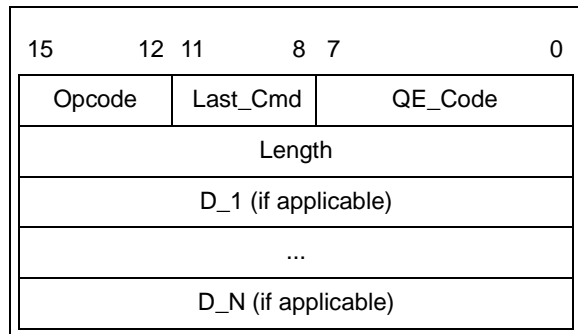 15 12 11 8 7 0
Opcode Last_Cmd QE_Code
Length
D_1 (if applicable)
...
D_N (if applicable)